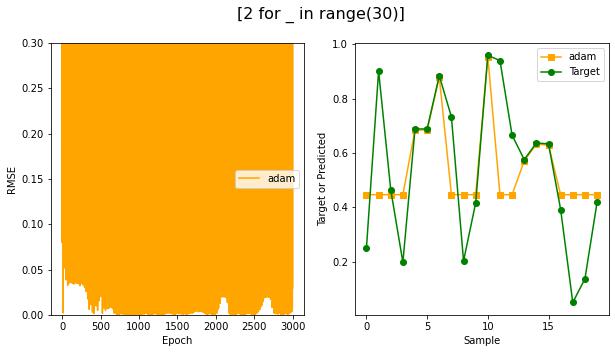 [2 for _ in range(30)]
0.30
0.25
0.20
0.15
0.10
0.05
0.00
RMSE
adam
0 500 1000 1500 2000 2500 3000
Epoch
1.0
0.8
0.6
0.4
0.2
Target or Predicted
adam
Target
0 5 10 15
Sample